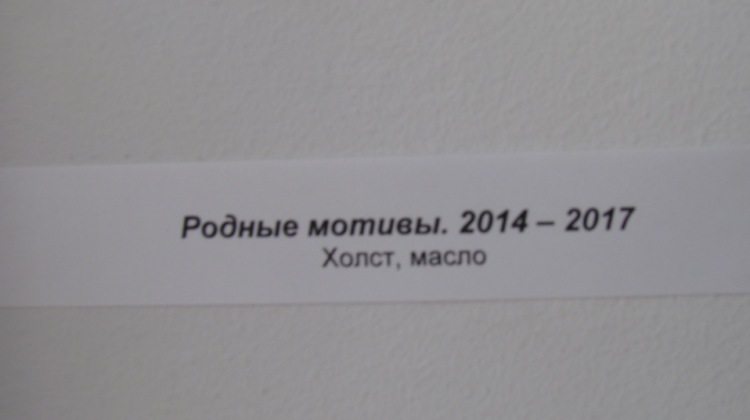 Родные мотивы. 2014 – 2017
Холст, масло